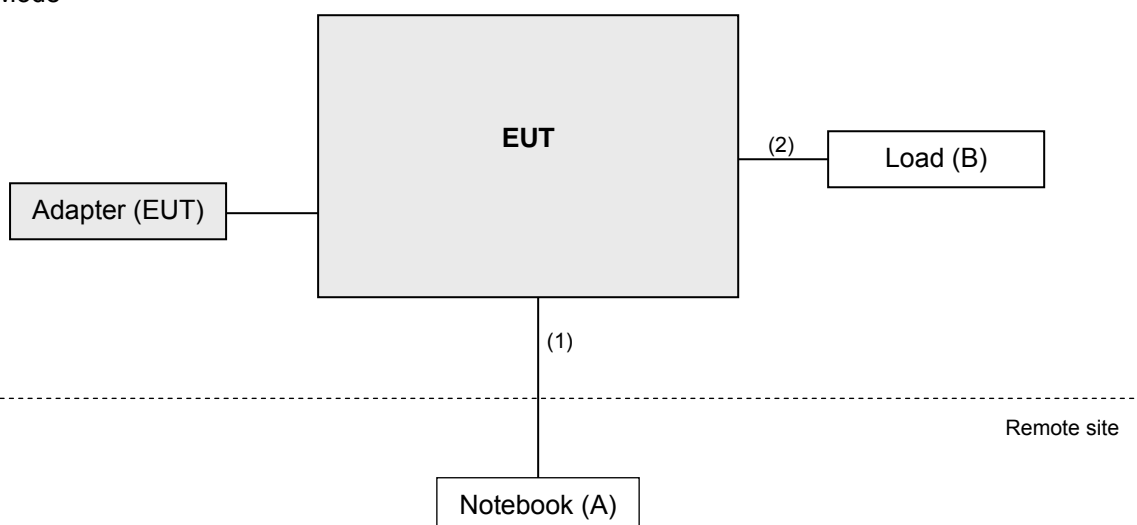 EUT
(2)
Load (B)
Adapter (EUT)
(1)
Remote site
Notebook (A)